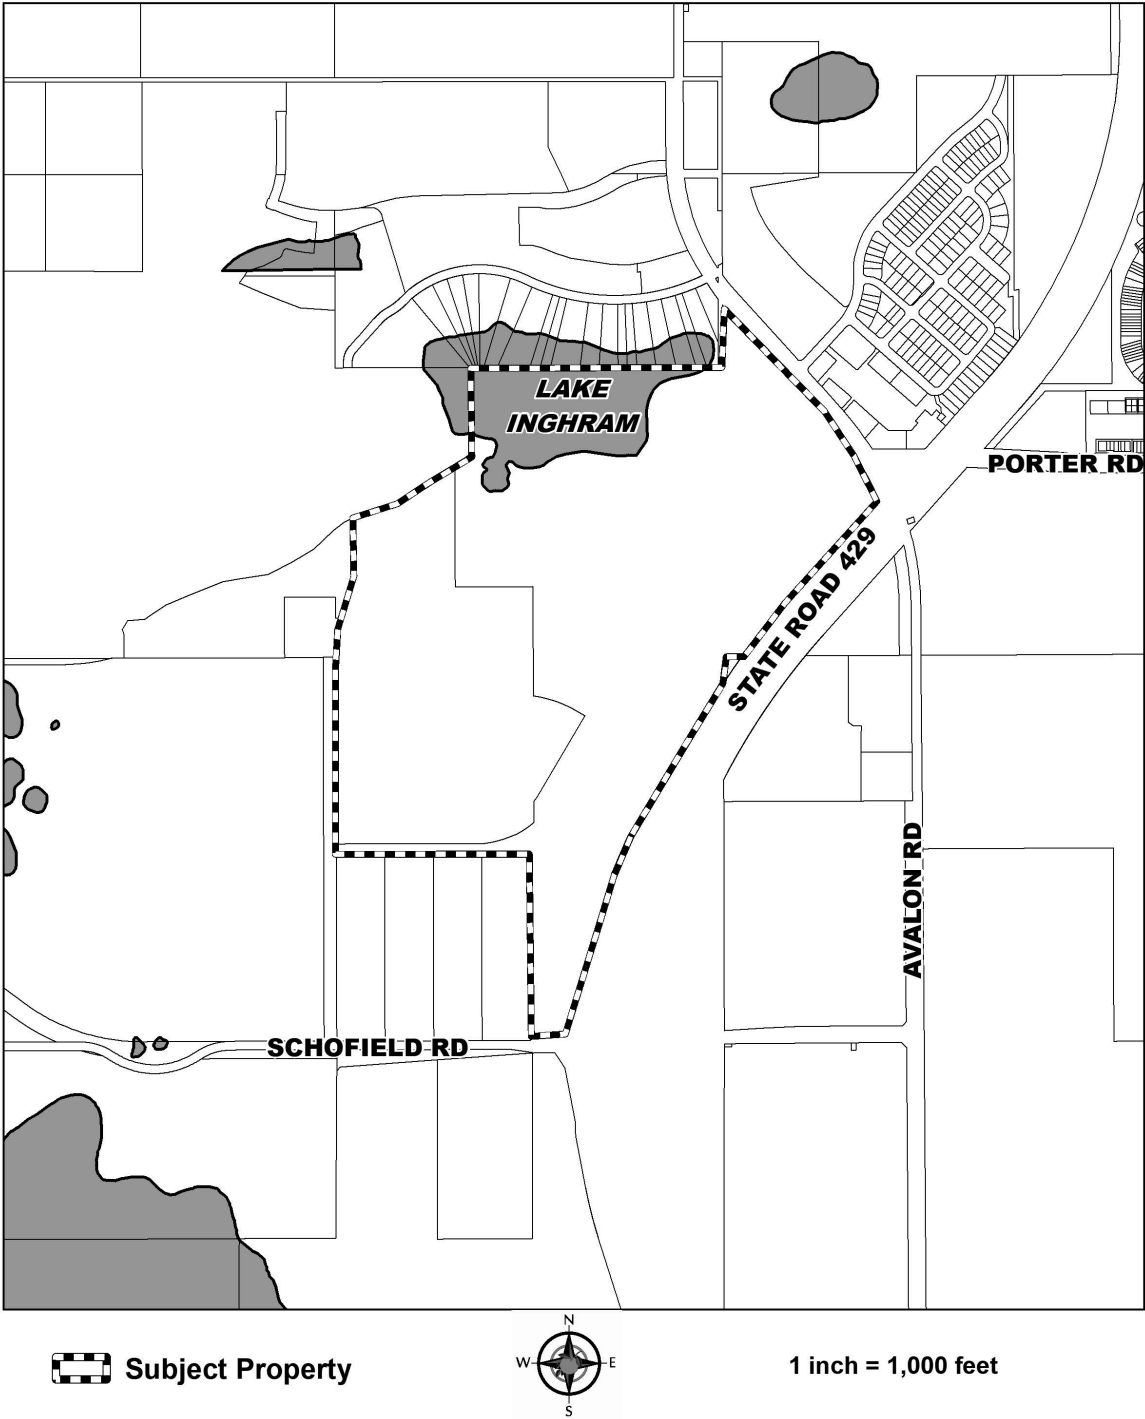 LAKE
INGHRAM
PORTER RD
STATE ROAD 429
AVALON RD
SCHOFIELD RD
N
W
E
S
Subject Property
1 inch = 1,000 feet